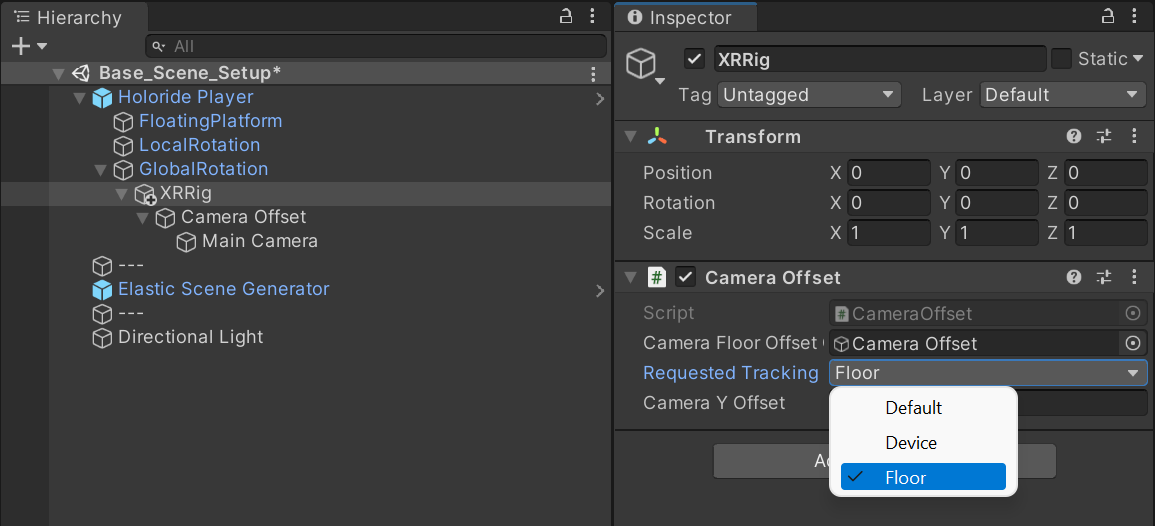 Hierarchy
All
Base_Scene_Setup*
Holoride Player
FloatingPlatform
LocalRotation
GlobalRotation
XRRig
Camera Offset
Main Camera
---
Elastic Scene Generator
---
Directional Light
Inspector
XRRig
Static
Tag Untagged Layer Default
Transform
Position X 0 Y 0 Z 0
Rotation X 0 Y 0 Z 0
Scale X 1 Y 1 Z 1
# Camera Offset
Script # CameraOffset
Camera Floor Offset Camera Offset
Requested Tracking Floor
Camera Y Offset
Default
Device
Floor